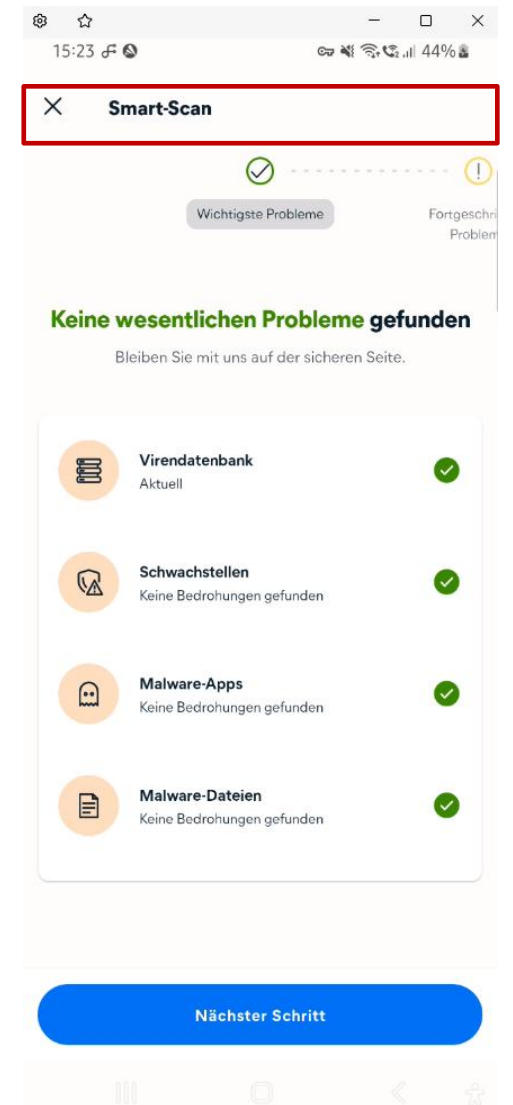 15:23
44%
Smart-Scan
Wichtigste Probleme
Fortgeschri
Problem
Keine wesentlichen Probleme gefunden
Bleiben Sie mit uns auf der sicheren Seite.
Virendatenbank
Aktuell
Schwachstellen
Keine Bedrohungen gefunden
Malware-Apps
Keine Bedrohungen gefunden
Malware-Dateien
Keine Bedrohungen gefunden
Nächster Schritt